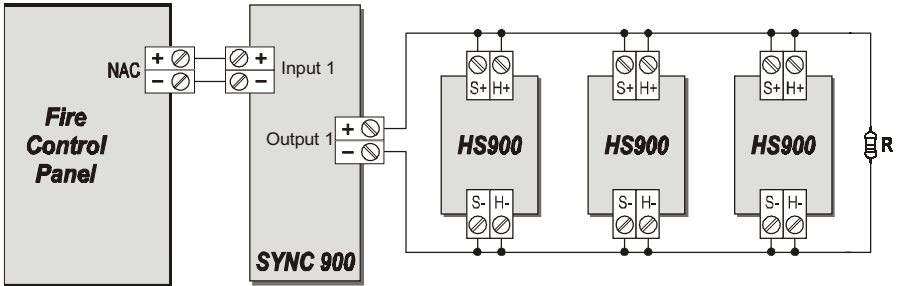 NAC + + Input 1
− −
Fire
Control
Panel
Output 1 +
−
SYNC 900
S+ H+ S+ H+ S+ H+
HS900 HS900 HS900 R
S- H- S- H- S- H-